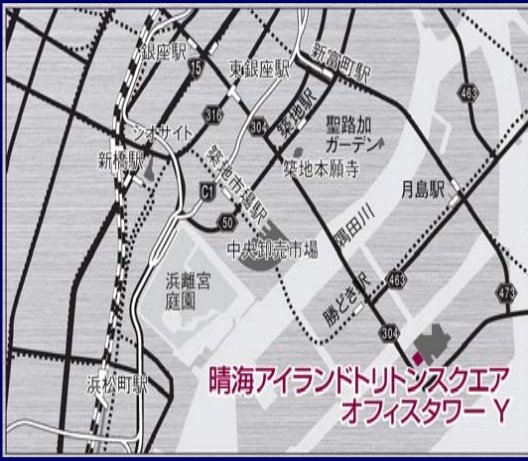 銀座駅
15
東銀座駅
新富町駅
463
316
304
築地駅
聖路加
ガーデン
シオサイト
新橋駅
築地市場駅
築地本願寺
月島駅
C1
50
隅田川
中央卸売市場
浜離宮
庭園
勝どき駅
463
473
304
浜松町駅
晴海アイランドトリトンスクエア
オフィスタワー Y